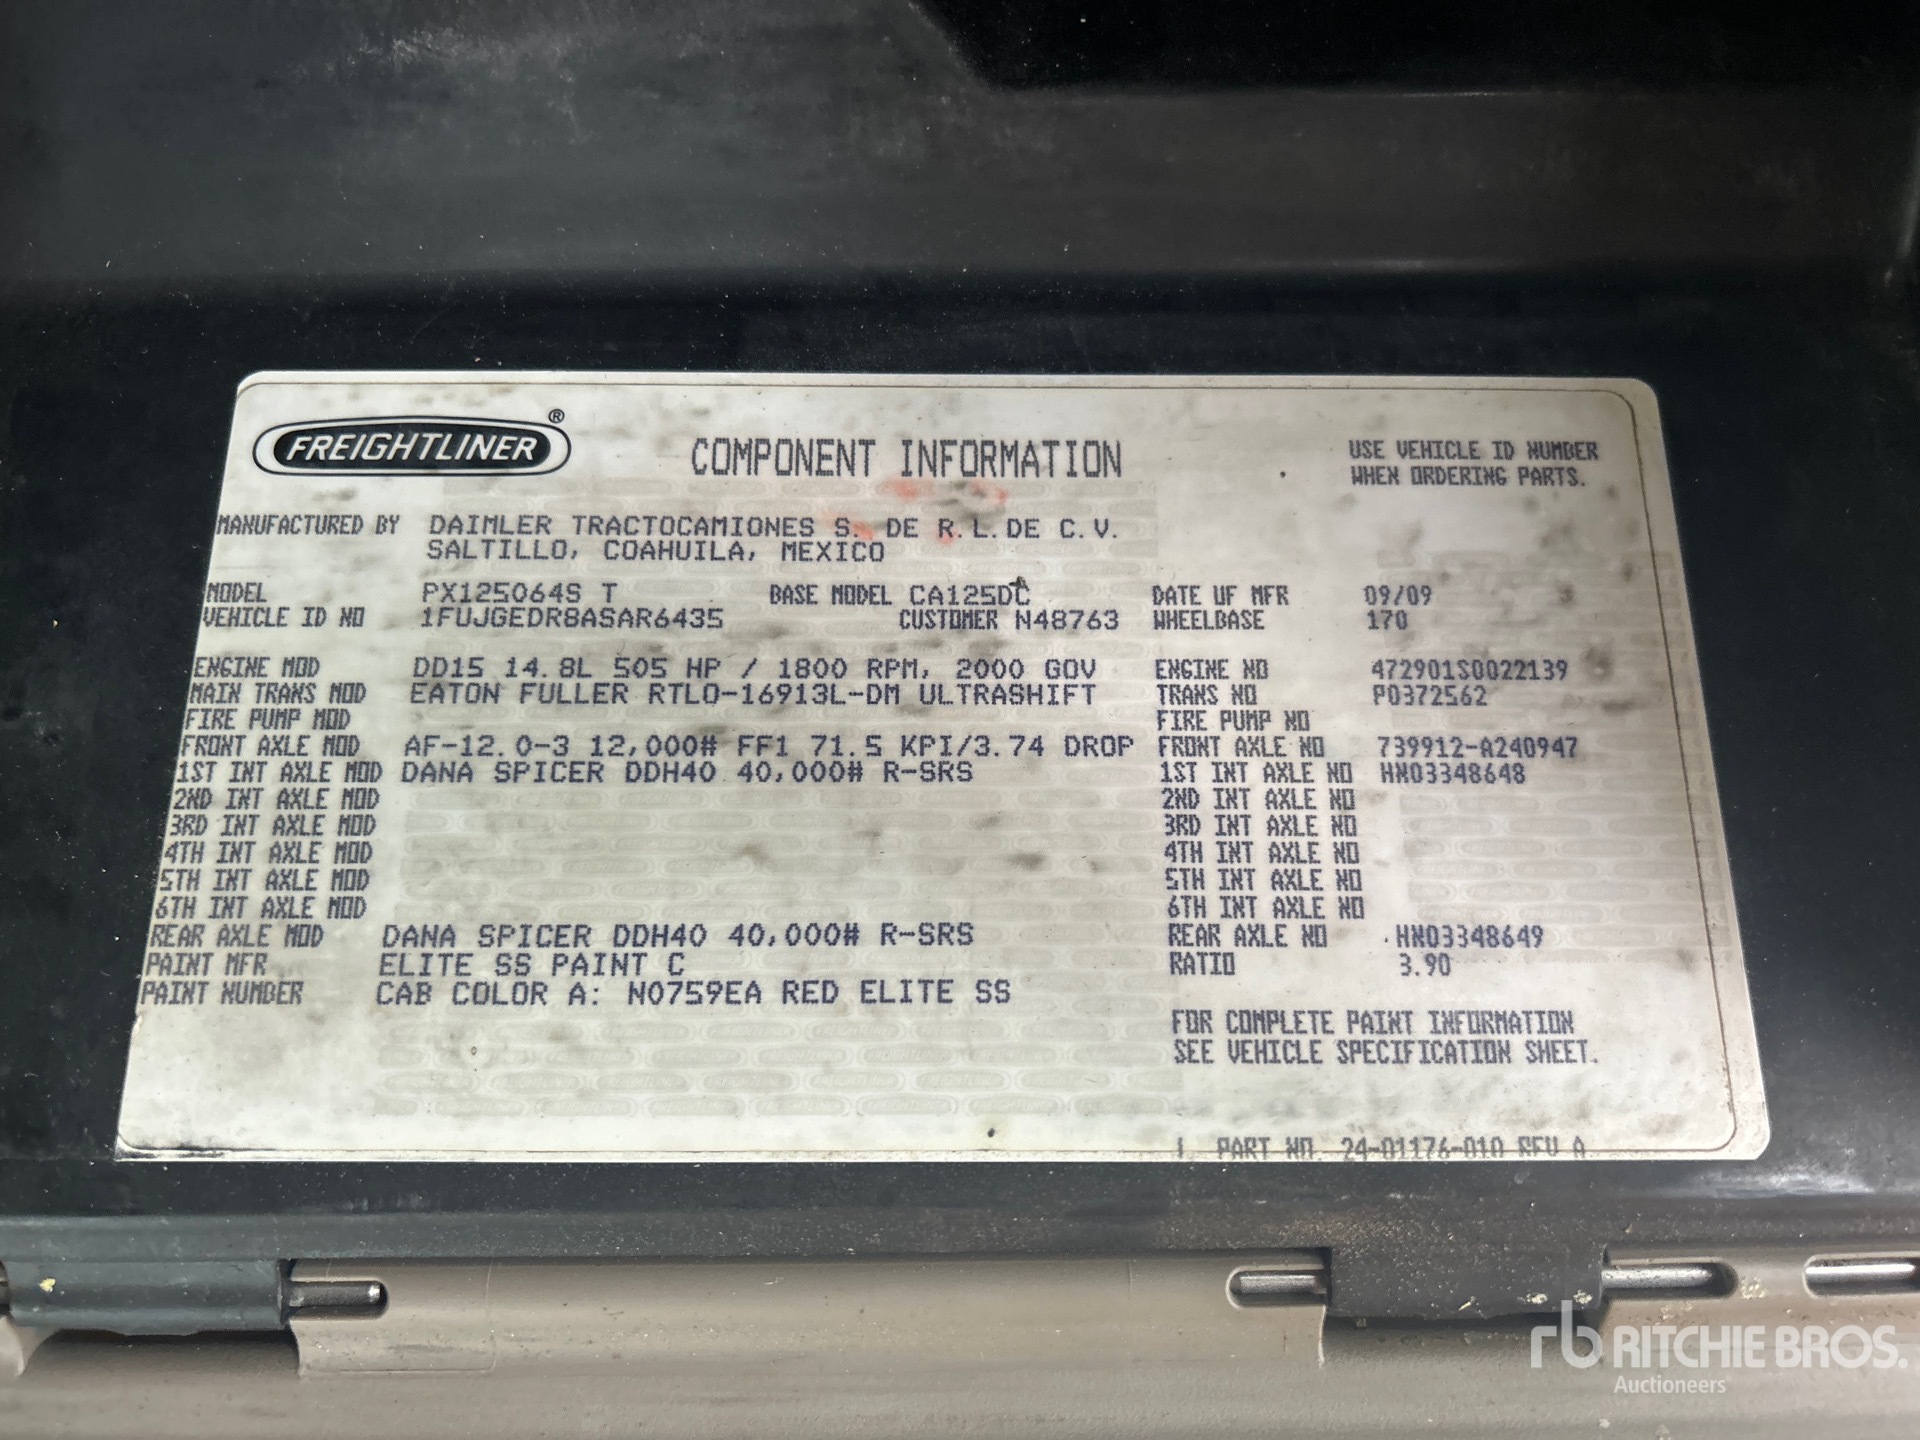 FREIGHTLINER®
COMPONENT INFORMATION
USE VEHICLE ID NUMBER
WHEN ORDERING PARTS.
MANUFACTURED BY DAIMLER TRACTOCAMIONES S. DE R.L.DE C.V.
SALTILLO, COAHUILA, MEXICO
MODEL PX125064S T BASE MODEL CA125DC DATE OF MFR 09/09
VEHICLE ID NO 1FUJGEDR8ASAR6435 CUSTOMER N48763 WHEELBASE 170
ENGINE MOD DD15 14.8L 505 HP / 1800 RPM, 2000 GOV ENGINE NO 472901S0022139
MAIN TRANS MOD EATON FULLER RTLO-16913L-DM ULTRASHIFT TRANS NO P0372562
FIRE PUMP MOD FIRE PUMP NO
FRONT AXLE MOD AF-12.0-3 12,000# FF1 71.5 KPI/3.74 DROP FRONT AXLE NO 739912-A240947
1ST INT AXLE MOD DANA SPICER DDH40 40,000# R-SRS 1ST INT AXLE NO HN03348648
2ND INT AXLE MOD 2ND INT AXLE NO
3RD INT AXLE MOD 3RD INT AXLE NO
4TH INT AXLE MOD 4TH INT AXLE NO
5TH INT AXLE MOD 5TH INT AXLE NO
6TH INT AXLE MOD 6TH INT AXLE NO
REAR AXLE MOD DANA SPICER DDH40 40,000# R-SRS REAR AXLE NO HN03348649
PAINT MFR ELITE SS PAINT C RATIO 3.90
PAINT NUMBER CAB COLOR A: N0759EA RED ELITE SS
FOR COMPLETE PAINT INFORMATION
SEE VEHICLE SPECIFICATION SHEET.
PART NO. 24-01176-010 REV A
rb RITCHIE BROS.
Auctioneers